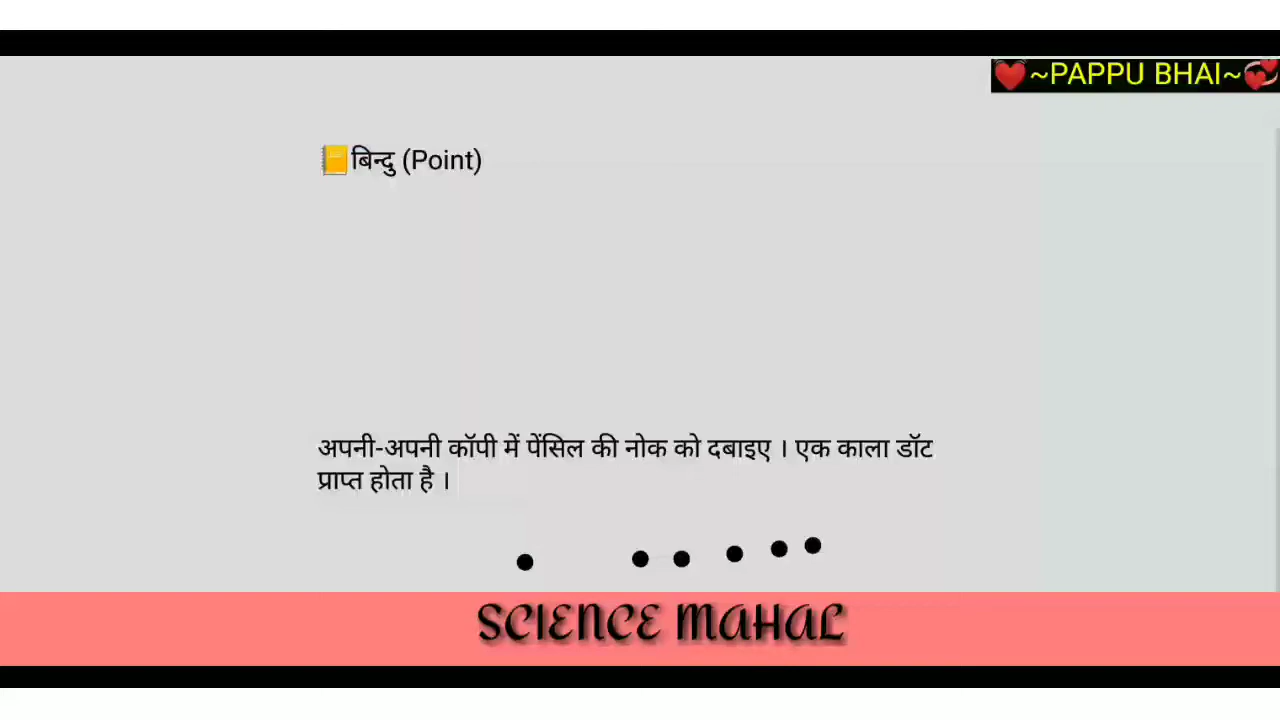 ❤️~PAPPU BHAI~💞
📒बिन्दु (Point)
अपनी-अपनी कॉपी में पेंसिल की नोक को दबाइए । एक काला डॉट
प्राप्त होता है ।
SCIENCE MAHAL